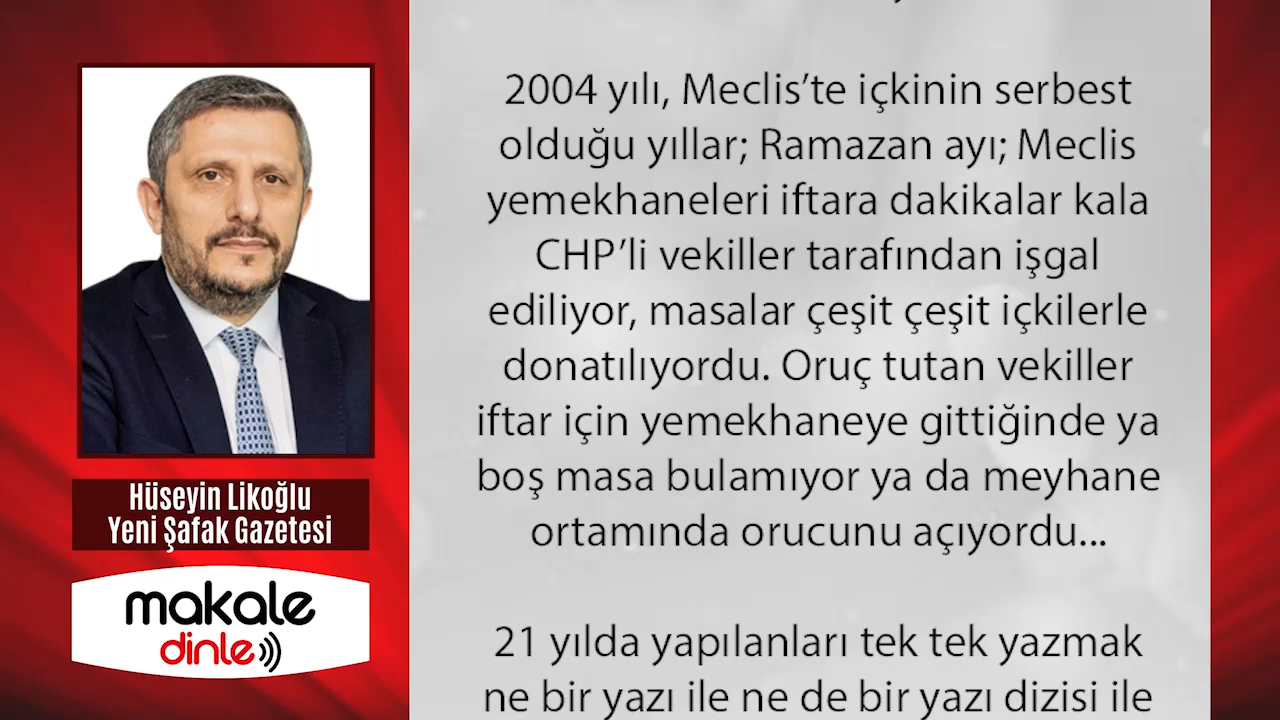 2004 yılı, Meclis’te içkinin serbest
olduğu yıllar; Ramazan ayı; Meclis
yemekhaneleri iftara dakikalar kala
CHP’li vekiller tarafından işgal
ediliyor, masalar çeşit çeşit içkilerle
donatılıyordu. Oruç tutan vekiller
iftar için yemekhaneye gittiğinde ya
boş masa bulamıyor ya da meyhane
ortamında orucunu açıyordu...
21 yılda yapılanları tek tek yazmak
ne bir yazı ile ne de bir yazı dizisi ile
Hüseyin Likoğlu
Yeni Şafak Gazetesi
makale
dinle